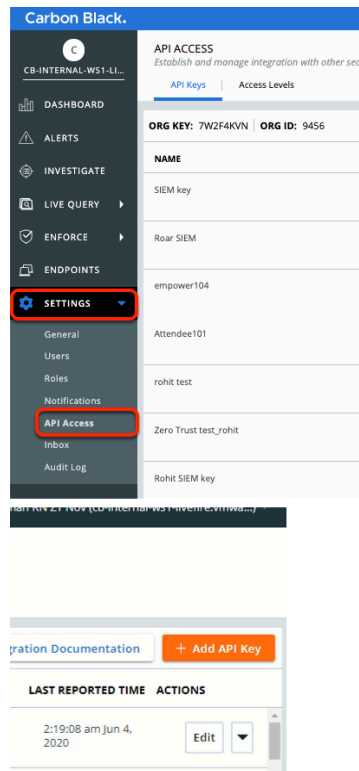 Carbon Black.
C
CB-INTERNAL-WS1-LI...
DASHBOARD
ALERTS
INVESTIGATE
LIVE QUERY
ENFORCE
ENDPOINTS
SETTINGS
General
Users
Roles
Notifications
API Access
Inbox
Audit Log
API ACCESS
Establish and manage integration with other sec
API Keys
Access Levels
ORG KEY: 7W2F4KVN | ORG ID: 9456
NAME
SIEM key
Roar SIEM
empower104
Attendee101
rohit test
Zero Trust test_rohit
Rohit SIEM key
gration Documentation
+ Add API Key
LAST REPORTED TIME ACTIONS
2:19:08 am Jun 4,
2020
Edit